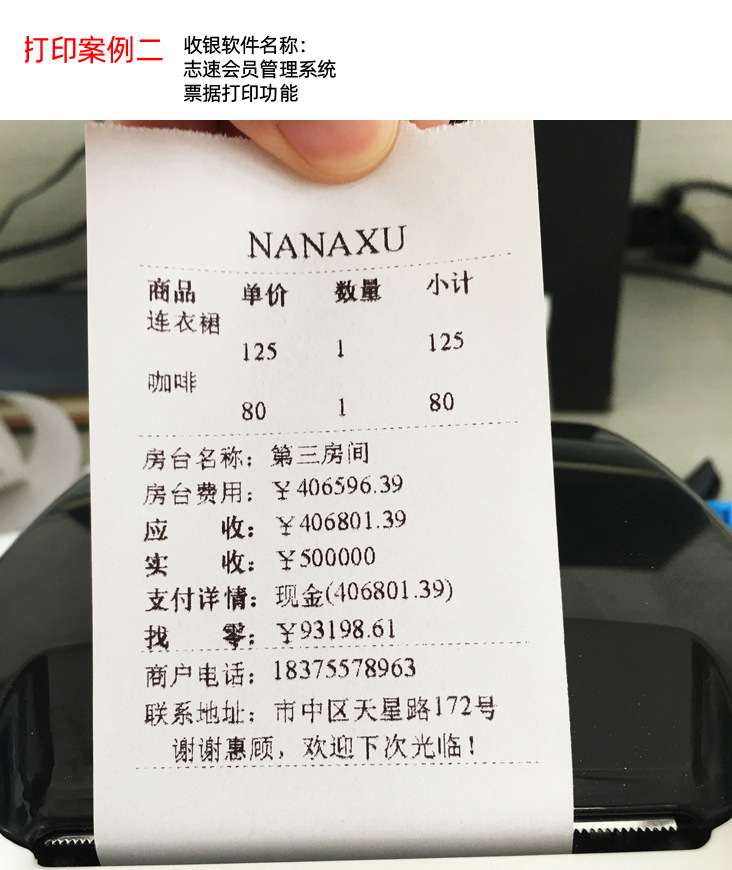 打印案例二
收银软件名称：
志速会员管理系统
票据打印功能
NANAXU
商品 单价 数量 小计
连衣裙
125 1 125
咖啡
80 1 80
房台名称：第三房间
房台费用：￥406596.39
应 收：￥406801.39
实 收：￥500000
支付详情：现金(406801.39)
找 零：￥93198.61
商户电话：18375578963
联系地址：市中区天星路172号
谢谢惠顾，欢迎下次光临！